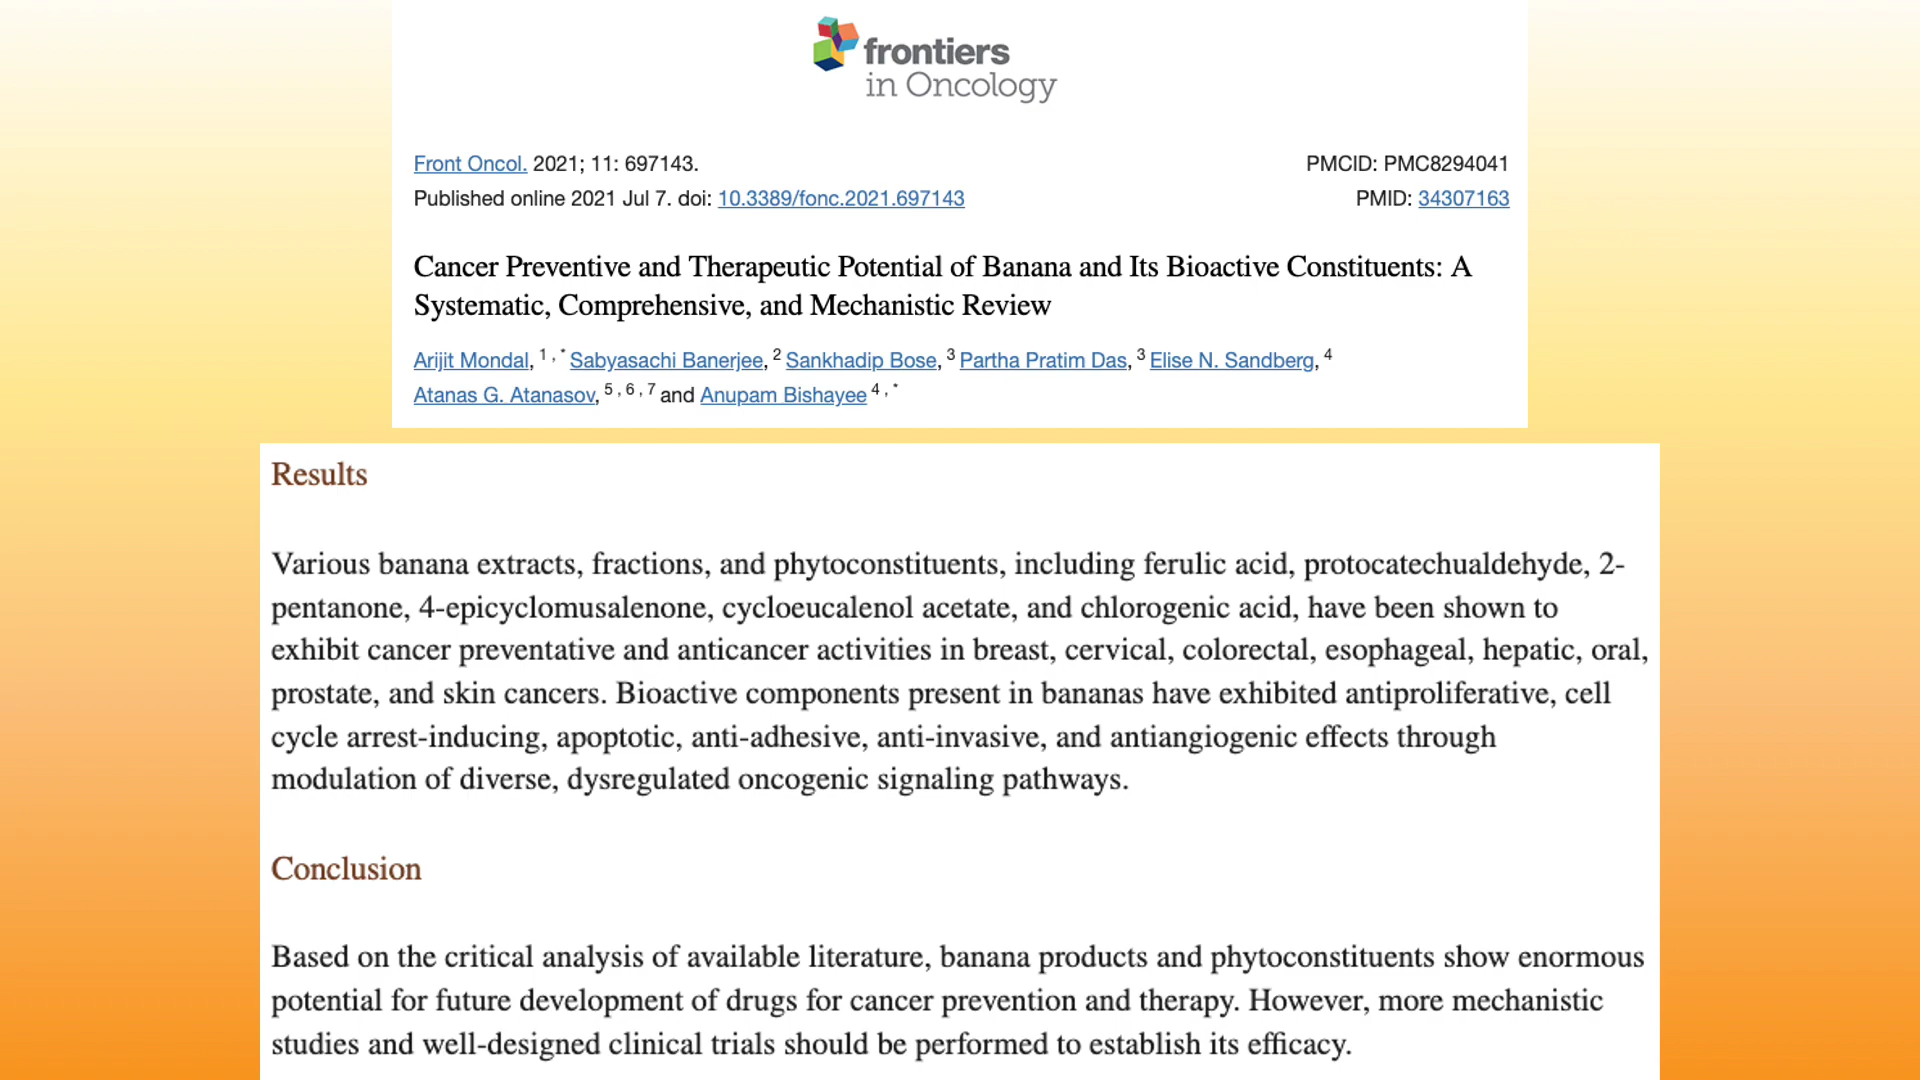 frontiers
in Oncology
Front Oncol. 2021; 11: 697143.
PMCID: PMC8294041
Published online 2021 Jul 7. doi: 10.3389/fonc.2021.697143
PMID: 34307163
Cancer Preventive and Therapeutic Potential of Banana and Its Bioactive Constituents: A
Systematic, Comprehensive, and Mechanistic Review
Arijit Mondal, 1 , * Sabyasachi Banerjee, 2 Sankhadip Bose, 3 Partha Pratim Das, 3 Elise N. Sandberg, 4
Atanas G. Atanasov, 5 , 6 , 7 and Anupam Bishayee 4 , *
Results
Various banana extracts, fractions, and phytoconstituents, including ferulic acid, protocatechualdehyde, 2-
pentanone, 4-epicyclomusalenone, cycloeucalenol acetate, and chlorogenic acid, have been shown to
exhibit cancer preventative and anticancer activities in breast, cervical, colorectal, esophageal, hepatic, oral,
prostate, and skin cancers. Bioactive components present in bananas have exhibited antiproliferative, cell
cycle arrest-inducing, apoptotic, anti-adhesive, anti-invasive, and antiangiogenic effects through
modulation of diverse, dysregulated oncogenic signaling pathways.
Conclusion
Based on the critical analysis of available literature, banana products and phytoconstituents show enormous
potential for future development of drugs for cancer prevention and therapy. However, more mechanistic
studies and well-designed clinical trials should be performed to establish its efficacy.